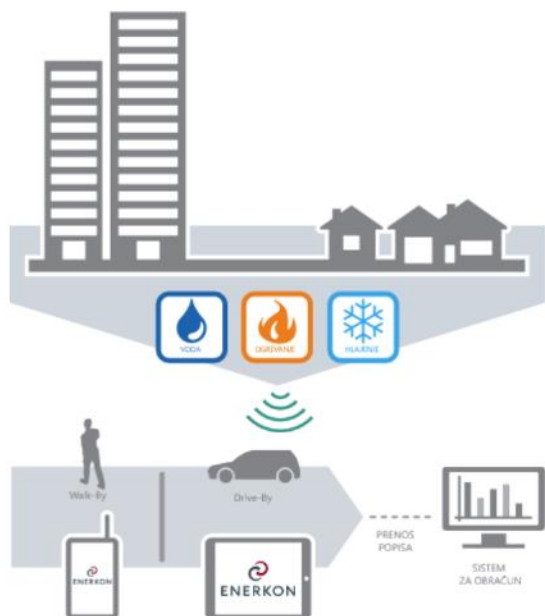 VODA
OGREVANJE
HLAJENJE
Walk-By
Drive-By
ENERKON
ENERKON
PRENOS
POPISA
SISTEM
ZA OBRAČUN